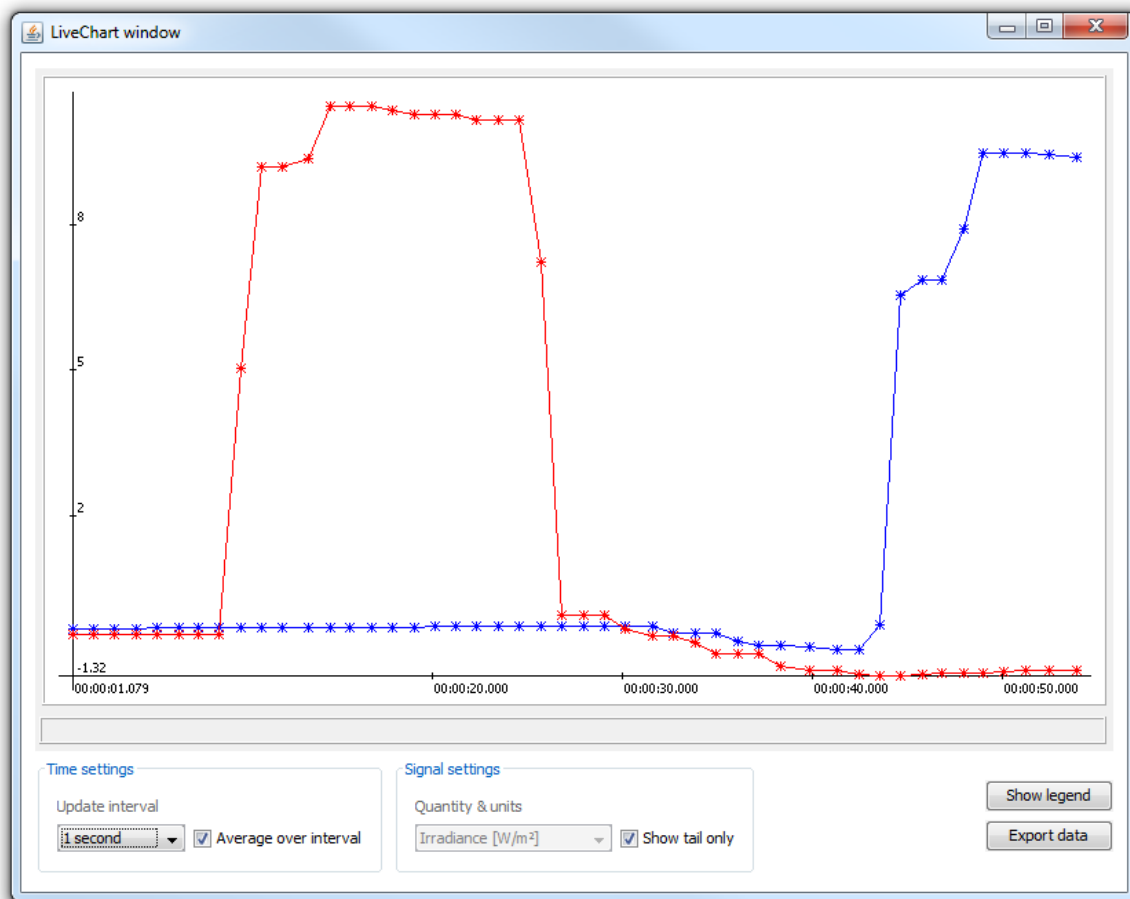 LiveChart window
8
5
2
-1.32
00:00:01.079
00:00:20.000
00:00:30.000
00:00:40.000
00:00:50.000
Time settings
Update interval
1 second
Average over interval
Signal settings
Quantity & units
Irradiance [W/m²]
Show tail only
Show legend
Export data